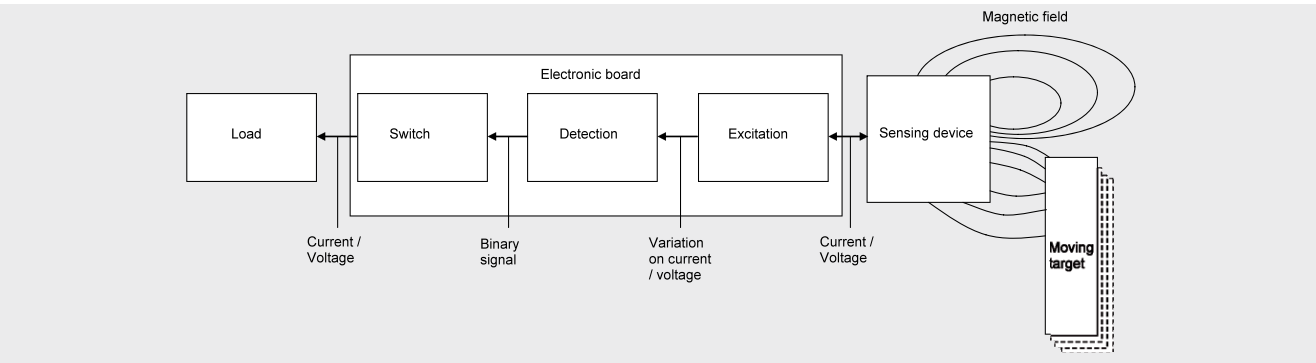 Magnetic field
Electronic board
Load
Switch
Detection
Excitation
Sensing device
Current /
Voltage
Binary
signal
Variation
on current
/ voltage
Current /
Voltage
Moving
target